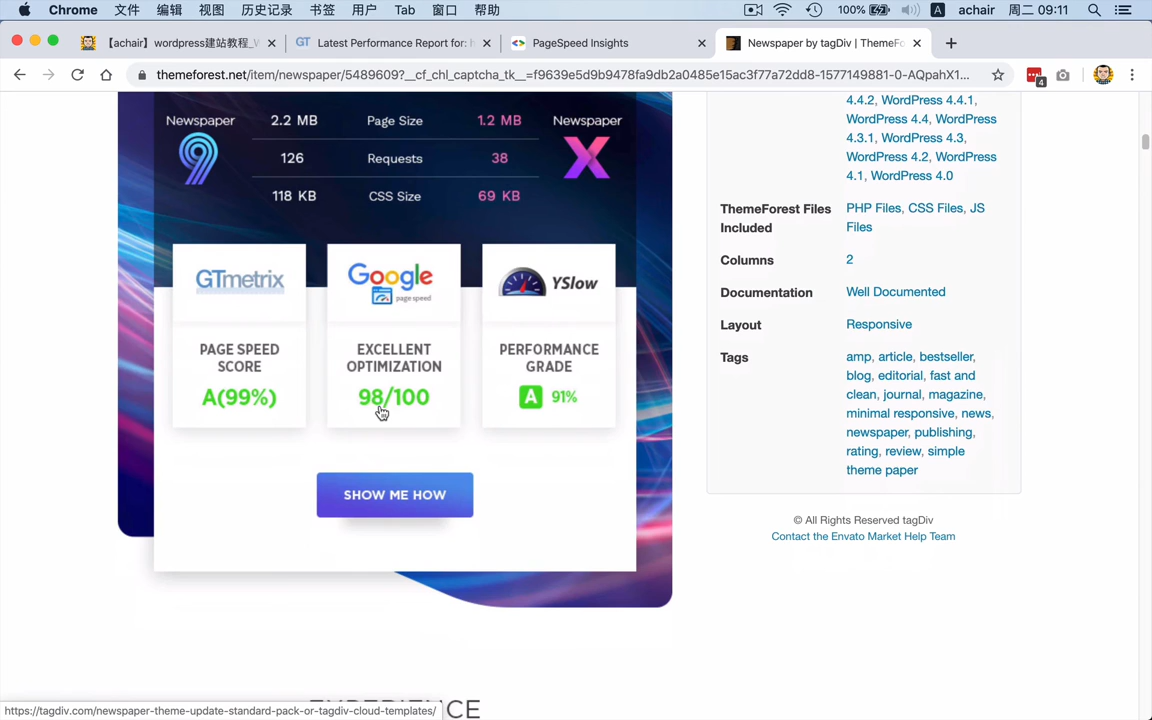 Chrome 文件 编辑 视图 历史记录 书签 用户 Tab 窗口 帮助 100% A achair 周二 09:11
【achair】wordpress建站教程_W
GT Latest Performance Report for: h
PageSpeed Insights
Newspaper by tagDiv | ThemeFo
themeforest.net/item/newspaper/5489609?__cf_chl_captcha_tk__=f9639e5d9b9478fa9db2a0485e15ac3f77a72dd8-1577149881-0-AQpahX1...
4
Newspaper 2.2 MB Page Size 1.2 MB Newspaper
9 126 Requests 38 X
118 KB CSS Size 69 KB
GTmetrix
Google
page speed
YSlow
PAGE SPEED
SCORE
A(99%)
EXCELLENT
OPTIMIZATION
98/100
PERFORMANCE
GRADE
A 91%
SHOW ME HOW
4.4.2, WordPress 4.4.1,
WordPress 4.4, WordPress
4.3.1, WordPress 4.3,
WordPress 4.2, WordPress
4.1, WordPress 4.0
ThemeForest Files PHP Files, CSS Files, JS
Included Files
Columns 2
Documentation Well Documented
Layout Responsive
Tags amp, article, bestseller,
blog, editorial, fast and
clean, journal, magazine,
minimal responsive, news,
newspaper, publishing,
rating, review, simple
theme paper
© All Rights Reserved tagDiv
Contact the Envato Market Help Team
EXPERIENCE
https://tagdiv.com/newspaper-theme-update-standard-pack-or-tagdiv-cloud-templates/